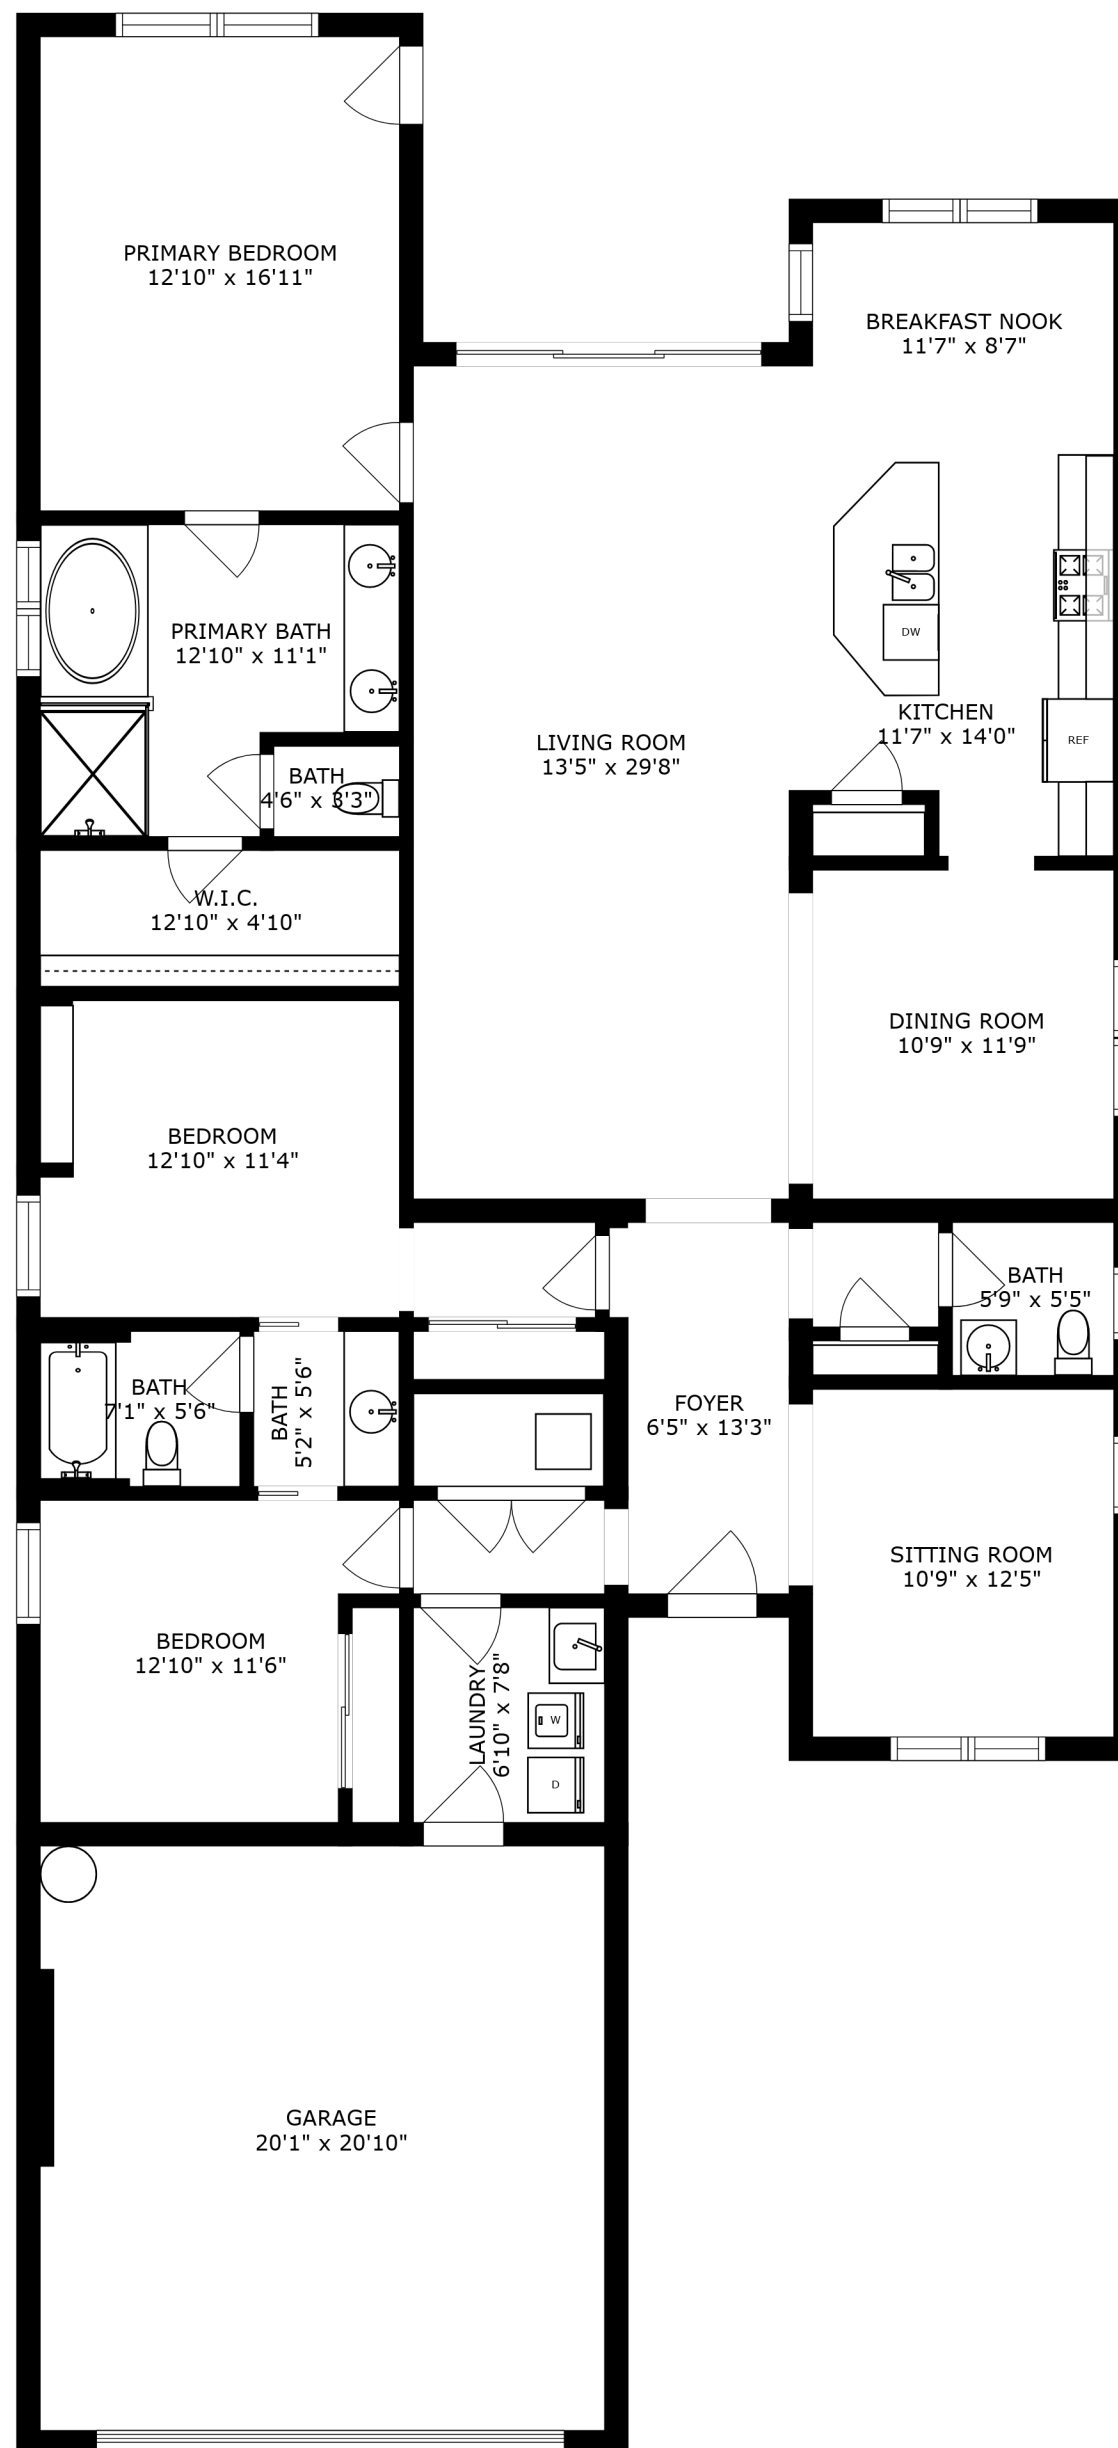 PRIMARY BEDROOM
12'10" x 16'11"
BREAKFAST NOOK
11'7" x 8'7"
PRIMARY BATH
12'10" x 11'1"
DW
KITCHEN
11'7" x 14'0"
REF
LIVING ROOM
13'5" x 29'8"
BATH
4'6" x 3'3"
W.I.C.
12'10" x 4'10"
DINING ROOM
10'9" x 11'9"
BEDROOM
12'10" x 11'4"
BATH
5'9" x 5'5"
BATH
7'1" x 5'6"
BATH
5'2" x 5'6"
FOYER
6'5" x 13'3"
SITTING ROOM
10'9" x 12'5"
BEDROOM
12'10" x 11'6"
LAUNDRY
6'10" x 7'8"
W
D
GARAGE
20'1" x 20'10"